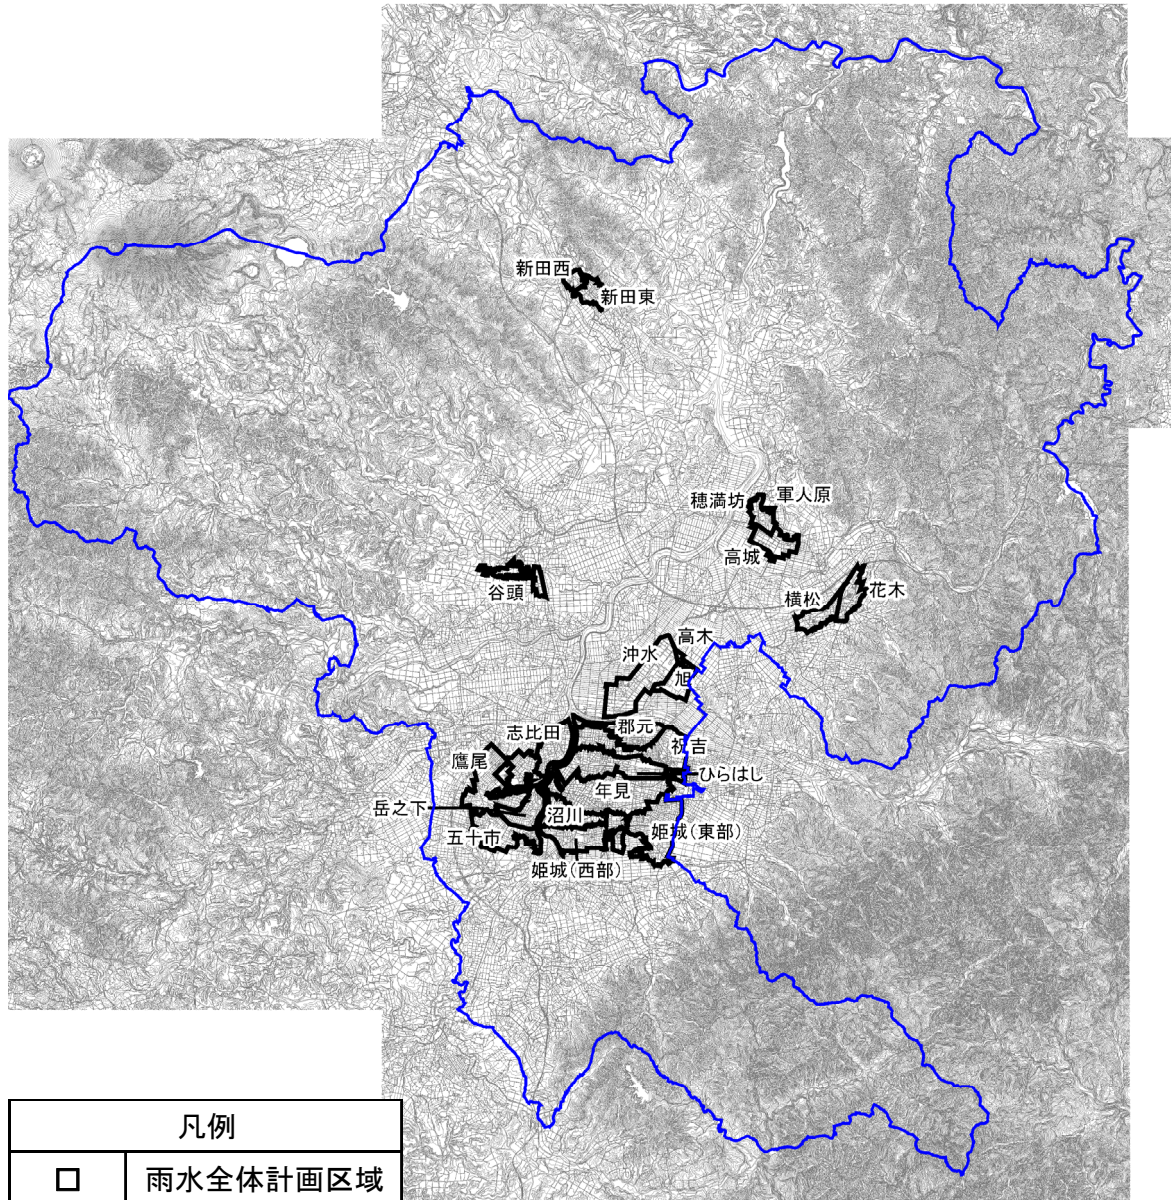 新田西
新田東
穂満坊
軍人原
高城
谷頭
横松
花木
高木
沖水
旭
志比田
郡元
祝吉
鷹尾
ひらはし
年見
岳之下
沼川
五十市
姫城(東部)
姫城(西部)
凡例
雨水全体計画区域